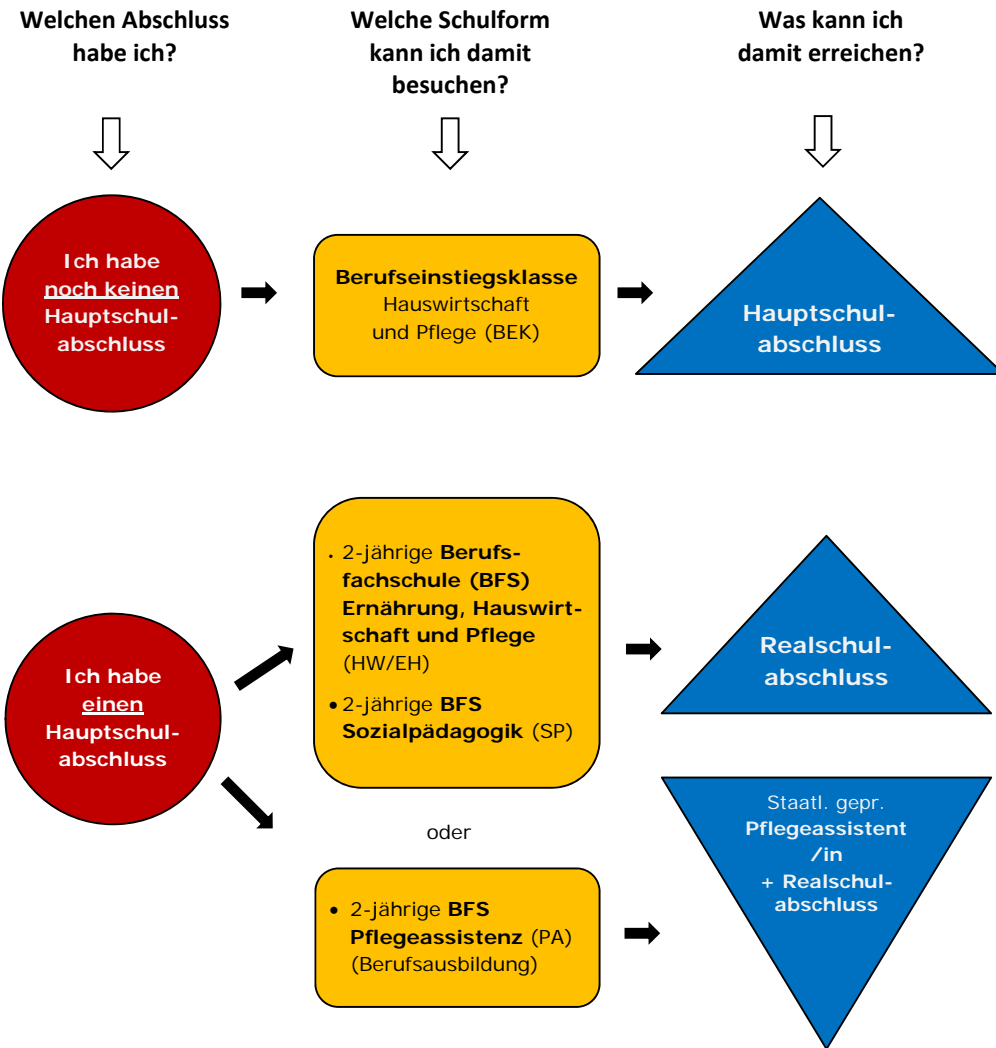 Welchen Abschluss
habe ich?
Welche Schulform
kann ich damit
besuchen?
Was kann ich
damit erreichen?
Ich habe
noch keinen
Hauptschul-
abschluss
Berufseinstiegsklasse
Hauswirtschaft
und Pflege (BEK)
Hauptschul-
abschluss
Ich habe
einen
Hauptschul-
abschluss
• 2-jährige Berufs-
fachschule (BFS)
Ernährung, Hauswirt-
schaft und Pflege
(HW/EH)
• 2-jährige BFS
Sozialpädagogik (SP)
Realschul-
abschluss
oder
• 2-jährige BFS
Pflegeassistenz (PA)
(Berufsausbildung)
Staatl. gepr.
Pflegeassistent
/in
+ Realschul-
abschluss